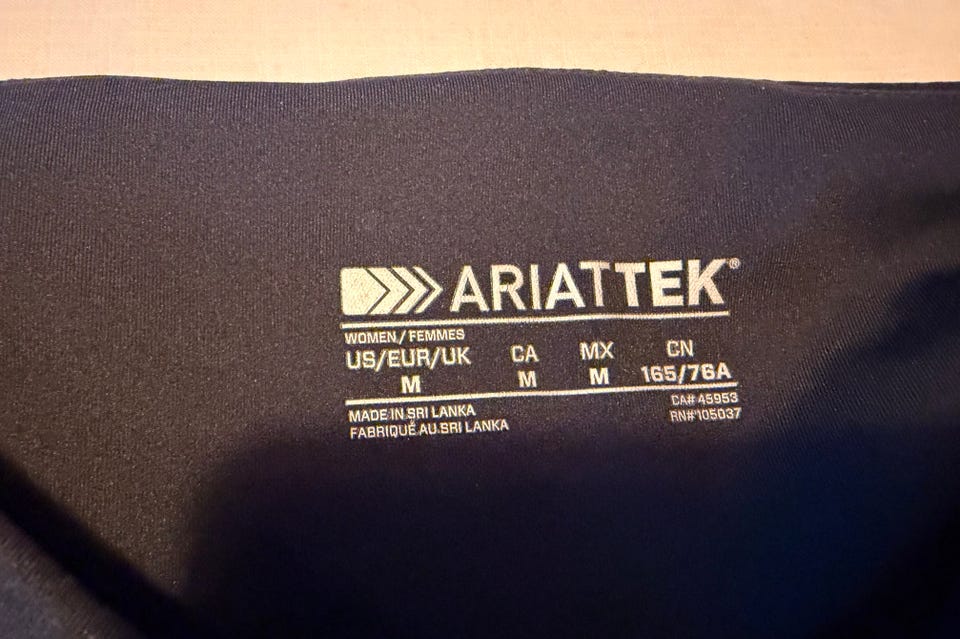 ARIATTEK®
WOMEN / FEMMES
US/EUR/UK CA MX CN
M M M 165/76A
MADE IN SRI LANKA
FABRIQUÉ AU SRI LANKA
CA# 45953
RN# 105037